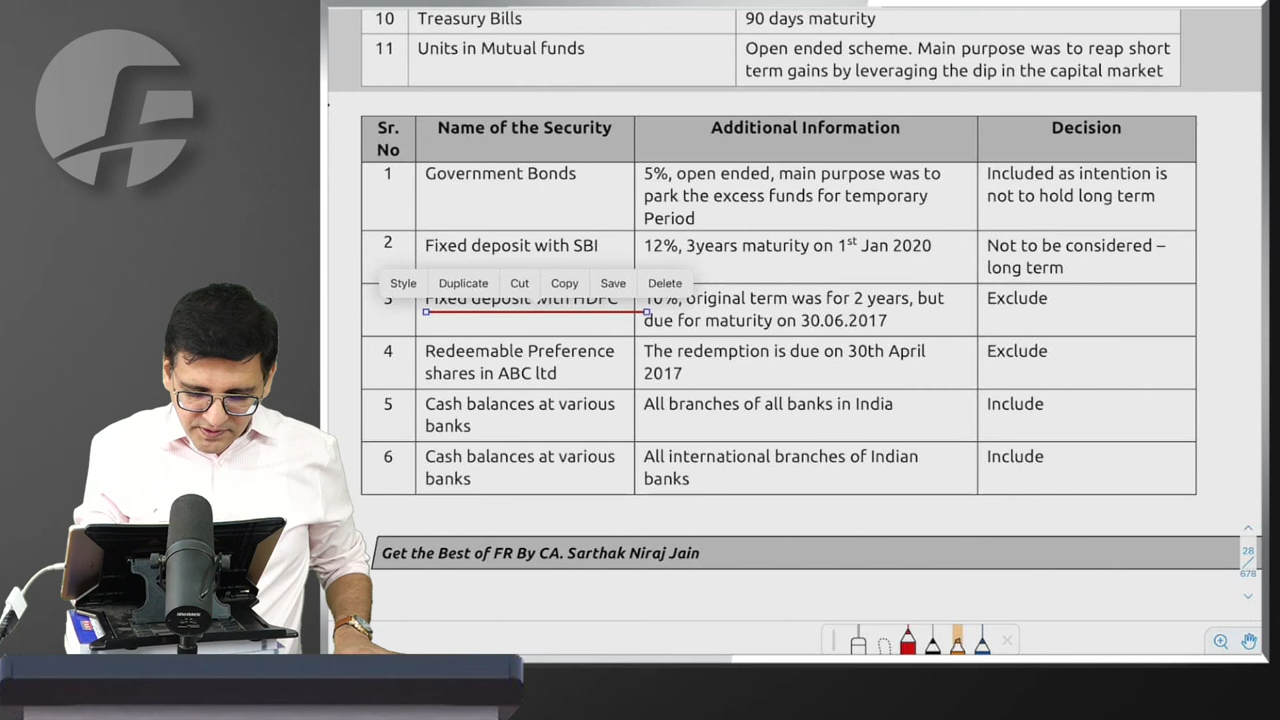 10 Treasury Bills 90 days maturity
11 Units in Mutual funds Open ended scheme. Main purpose was to reap short
term gains by leveraging the dip in the capital market
Sr. Name of the Security Additional Information Decision
No
1 Government Bonds 5%, open ended, main purpose was to Included as intention is
park the excess funds for temporary not to hold long term
Period
2 Fixed deposit with SBI 12%, 3years maturity on 1st Jan 2020 Not to be considered –
long term
Style Duplicate Cut Copy Save Delete
3 Fixed deposit with HDFC 10%, original term was for 2 years, but Exclude
due for maturity on 30.06.2017
4 Redeemable Preference The redemption is due on 30th April Exclude
shares in ABC ltd 2017
5 Cash balances at various All branches of all banks in India Include
banks
6 Cash balances at various All international branches of Indian Include
banks banks
Get the Best of FR By CA. Sarthak Niraj Jain
28
678